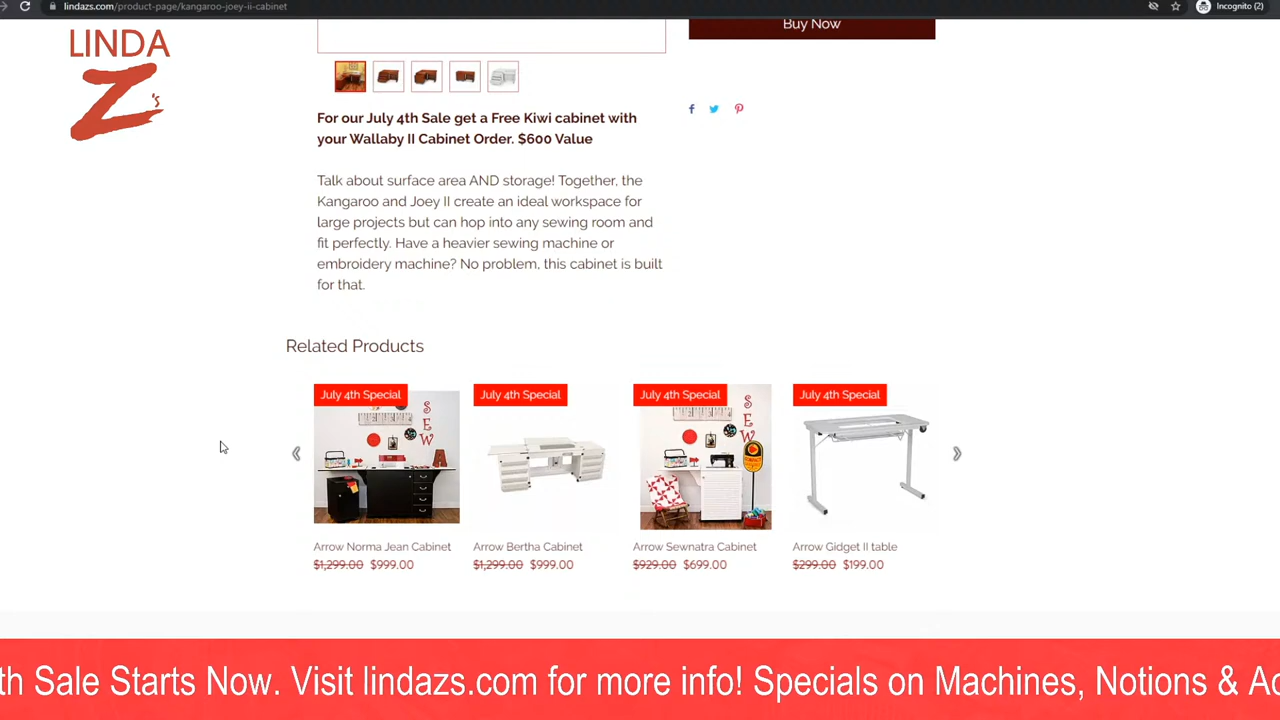 lindazs.com/product-page/kangaroo-joey-ii-cabinet
Incognito (2)
LINDA
Z's
Buy Now
For our July 4th Sale get a Free Kiwi cabinet with
your Wallaby II Cabinet Order. $600 Value
Talk about surface area AND storage! Together, the
Kangaroo and Joey II create an ideal workspace for
large projects but can hop into any sewing room and
fit perfectly. Have a heavier sewing machine or
embroidery machine? No problem, this cabinet is built
for that.
Related Products
July 4th Special
SEW
Arrow Norma Jean Cabinet
$1,299.00 $999.00
July 4th Special
Arrow Bertha Cabinet
$1,299.00 $999.00
July 4th Special
SEW
Arrow Sewnatra Cabinet
$929.00 $699.00
July 4th Special
Arrow Gidget II table
$299.00 $199.00
th Sale Starts Now. Visit lindazs.com for more info! Specials on Machines, Notions & Ac